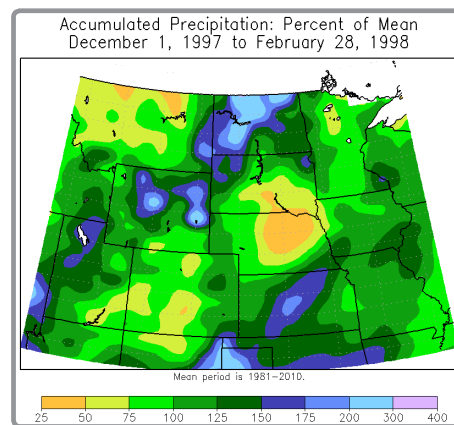 Accumulated Precipitation: Percent of Mean
December 1, 1997 to February 28, 1998
Mean period is 1981-2010.
25 50 75 100 125 150 175 200 300 400